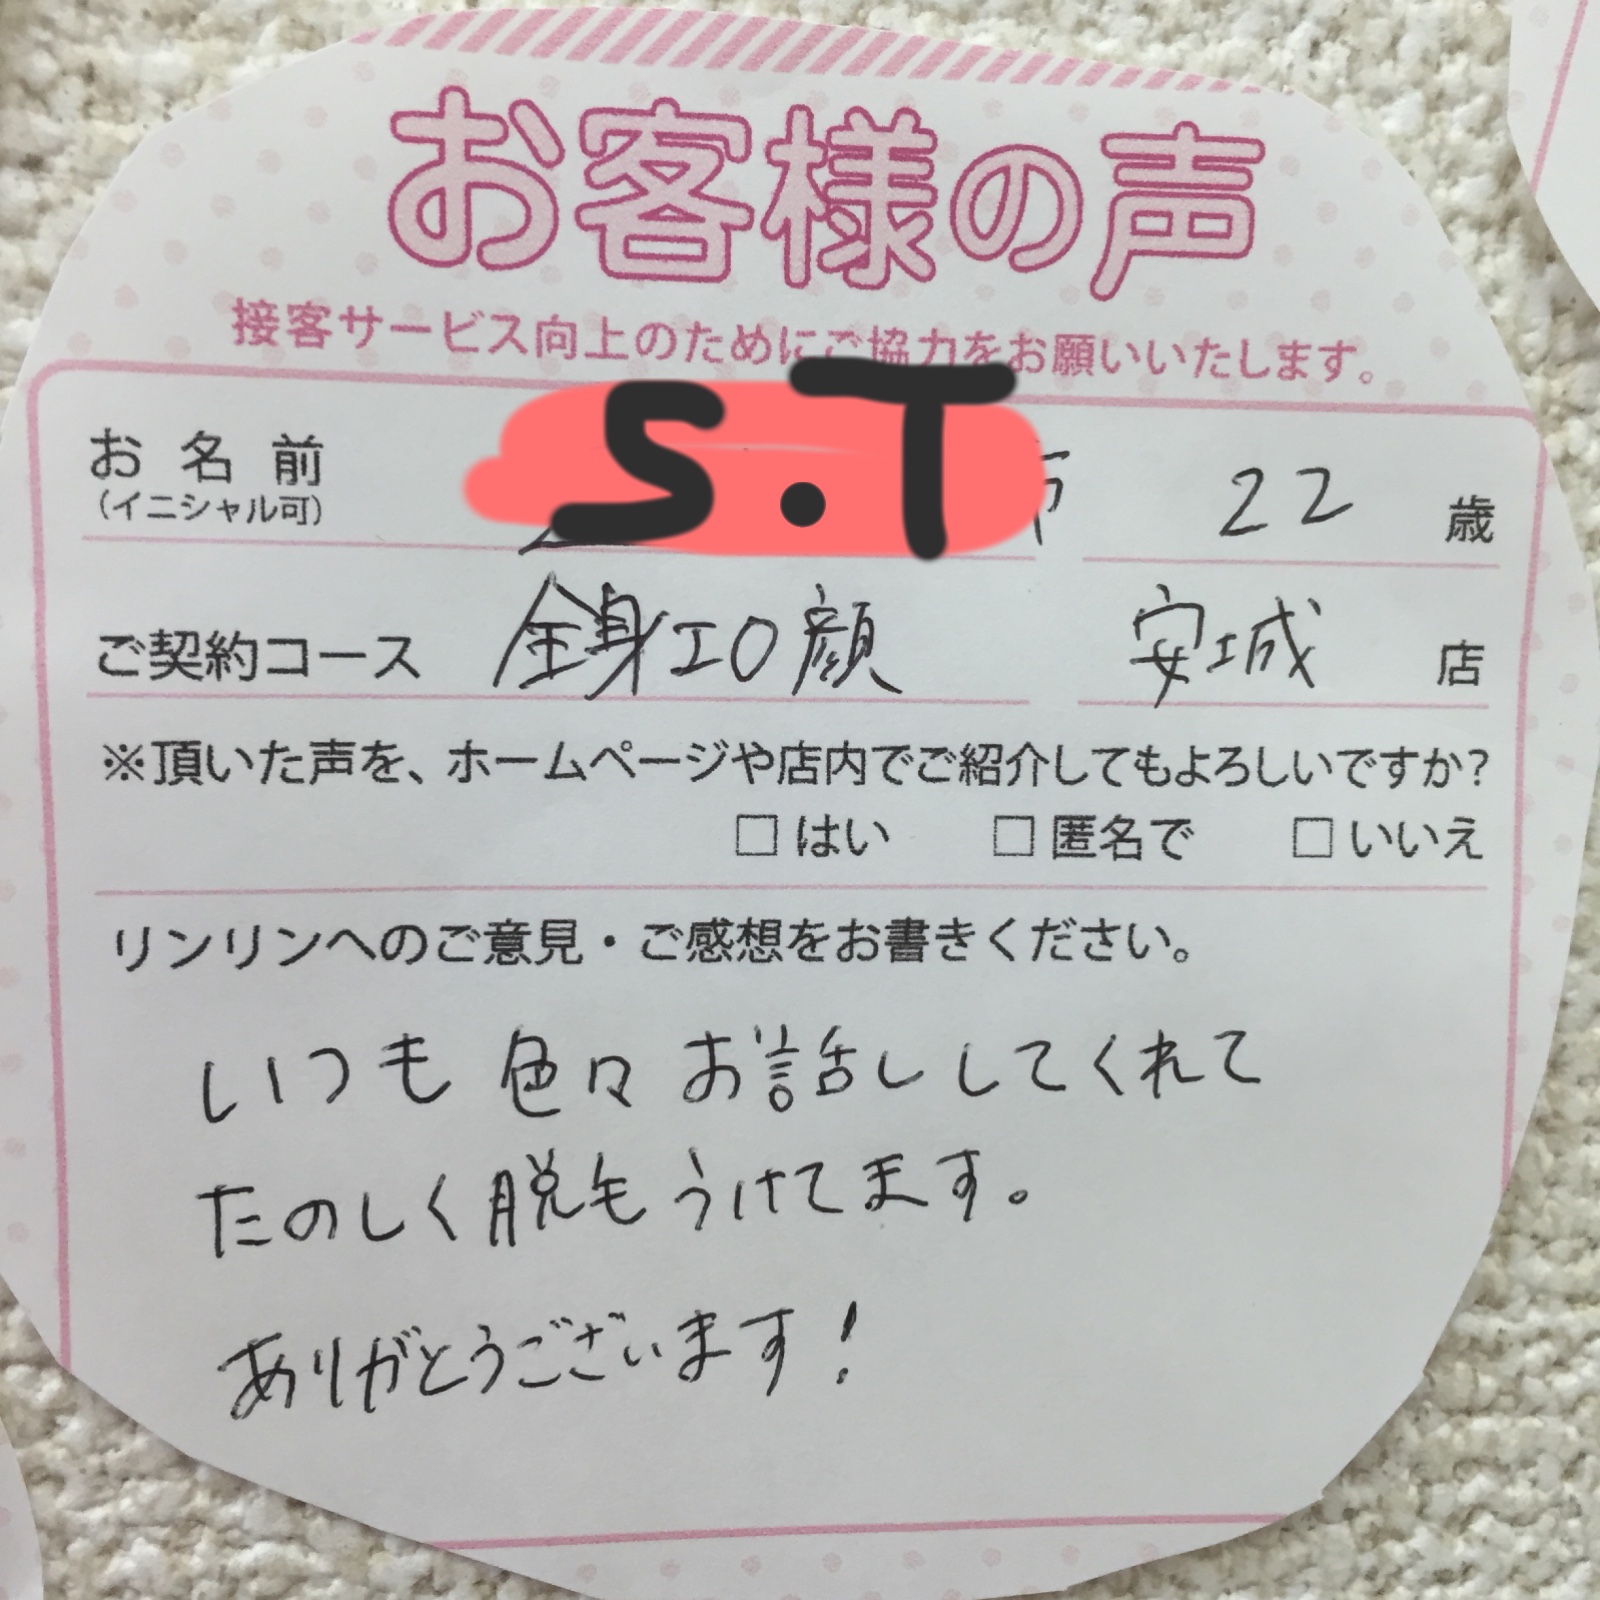 お客様の声
接客サービス向上のためにご協力をお願いいたします。
お名前 S.T 22 歳
(イニシャル可)
ご契約コース 全身エロ顔 安城 店
※頂いた声を、ホームページや店内でご紹介してもよろしいですか?
□はい □匿名で □いいえ
リンリンへのご意見・ご感想をお書きください。
いつも色々お話ししてくれて
たのしく脱毛うけてます。
ありがとうございます!